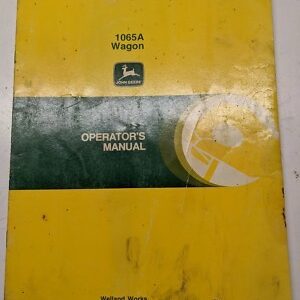 1065A
Wagon
JOHN DEERE
OPERATOR'S
MANUAL
Welland Works